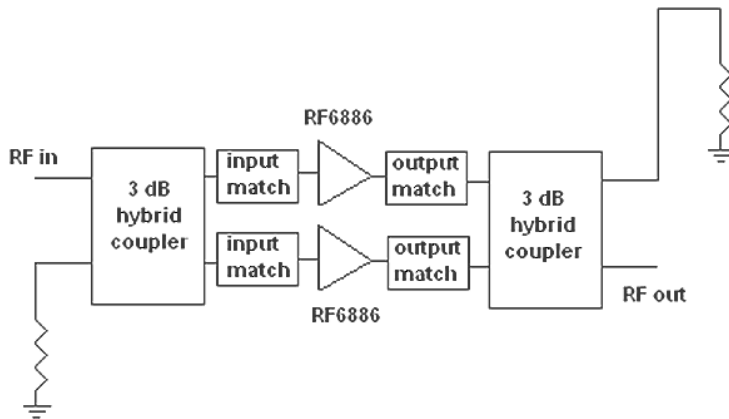 RF6886
RF in
input
match
output
match
3 dB
hybrid
coupler
3 dB
hybrid
coupler
input
match
output
match
RF6886
RF out